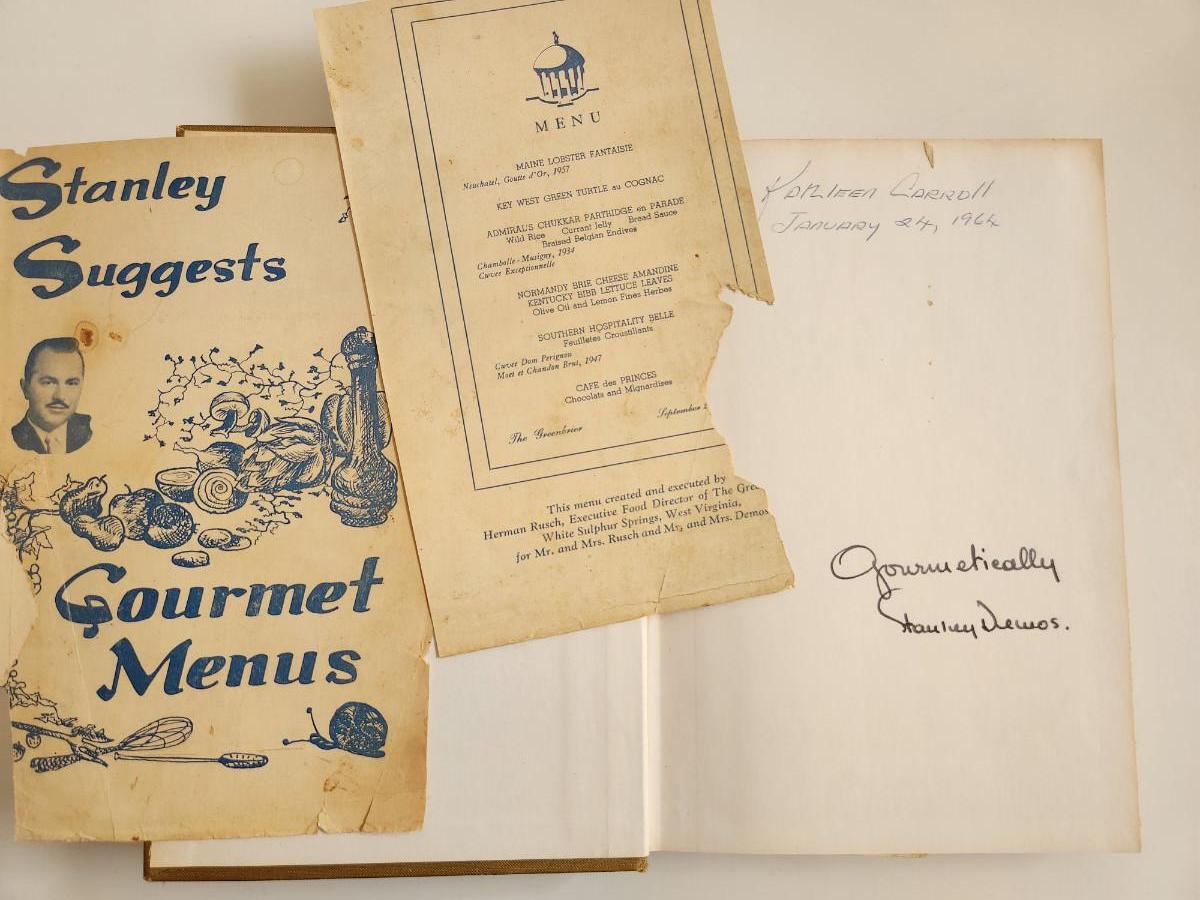 Stanley
Suggests
Gourmet
Menus
MENU
MAINE LOBSTER FANTAISIE
Neuchatel, Goutte d'Or, 1957
KEY WEST GREEN TURTLE au COGNAC
ADMIRAL'S CHUKKAR PARTRIDGE en PARADE
Wild Rice Currant Jelly Bread Sauce
Braised Belgian Endives
Chambolle-Musigny, 1934
Cuvee Exceptionnelle
NORMANDY BRIE CHEESE AMANDINE
KENTUCKY BIBB LETTUCE LEAVES
Olive Oil and Lemon Fines Herbes
SOUTHERN HOSPITALITY BELLE
Feuilletes Croustillants
Cuvee Dom Perignon
Moet et Chandon Brut, 1947
CAFE des PRINCES
Chocolats and Mignardises
The Greenbrier September
This menu created and executed by
Herman Rusch, Executive Food Director of The Gre
White Sulphur Springs, West Virginia,
for Mr. and Mrs. Rusch and Mr. and Mrs. Demos
Kathleen Carroll
January 24, 1964
Gourmetically
Stanley Demos.